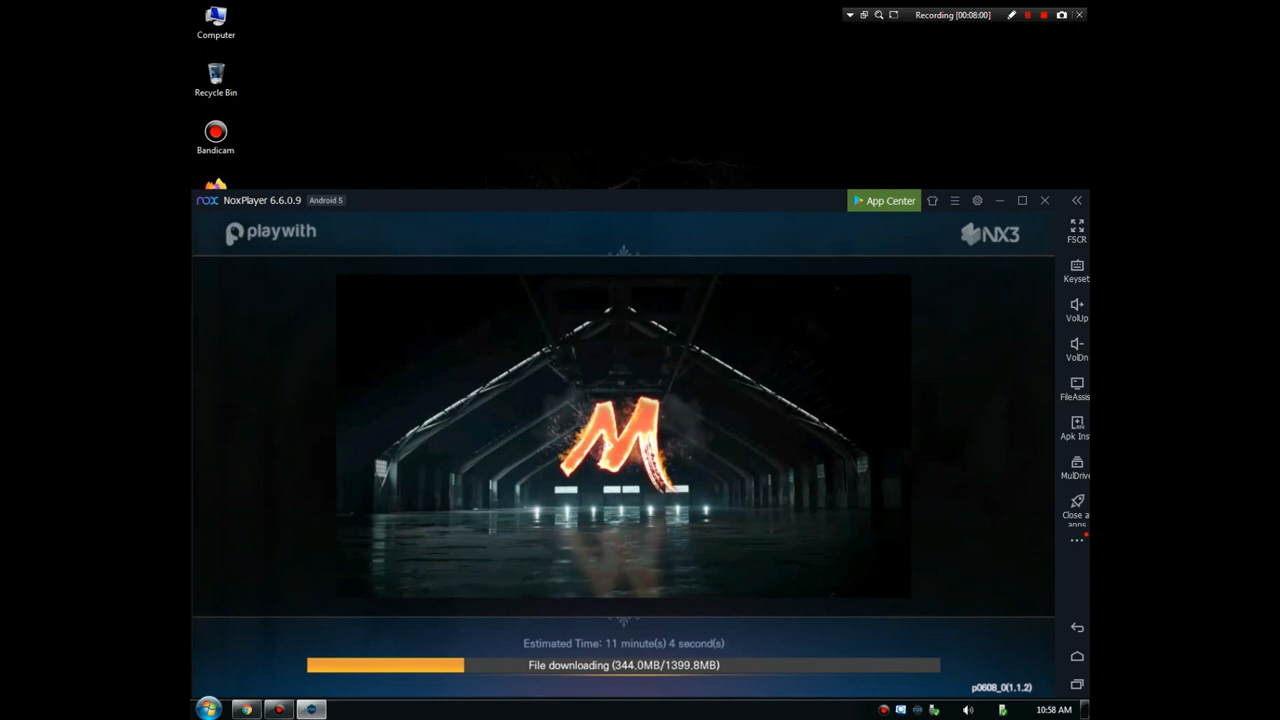 Computer
Recording [00:08:00]
Recycle Bin
Bandicam
nox NoxPlayer 6.6.0.9 Android 5
App Center
playwith
NX3
FSCR
Keyset
VolUp
VolDn
FileAssis
Apk Ins
MulDrive
Close a
apps
M
Estimated Time: 11 minute(s) 4 second(s)
File downloading (344.0MB/1399.8MB)
p0608_0(1.1.2)
10:58 AM